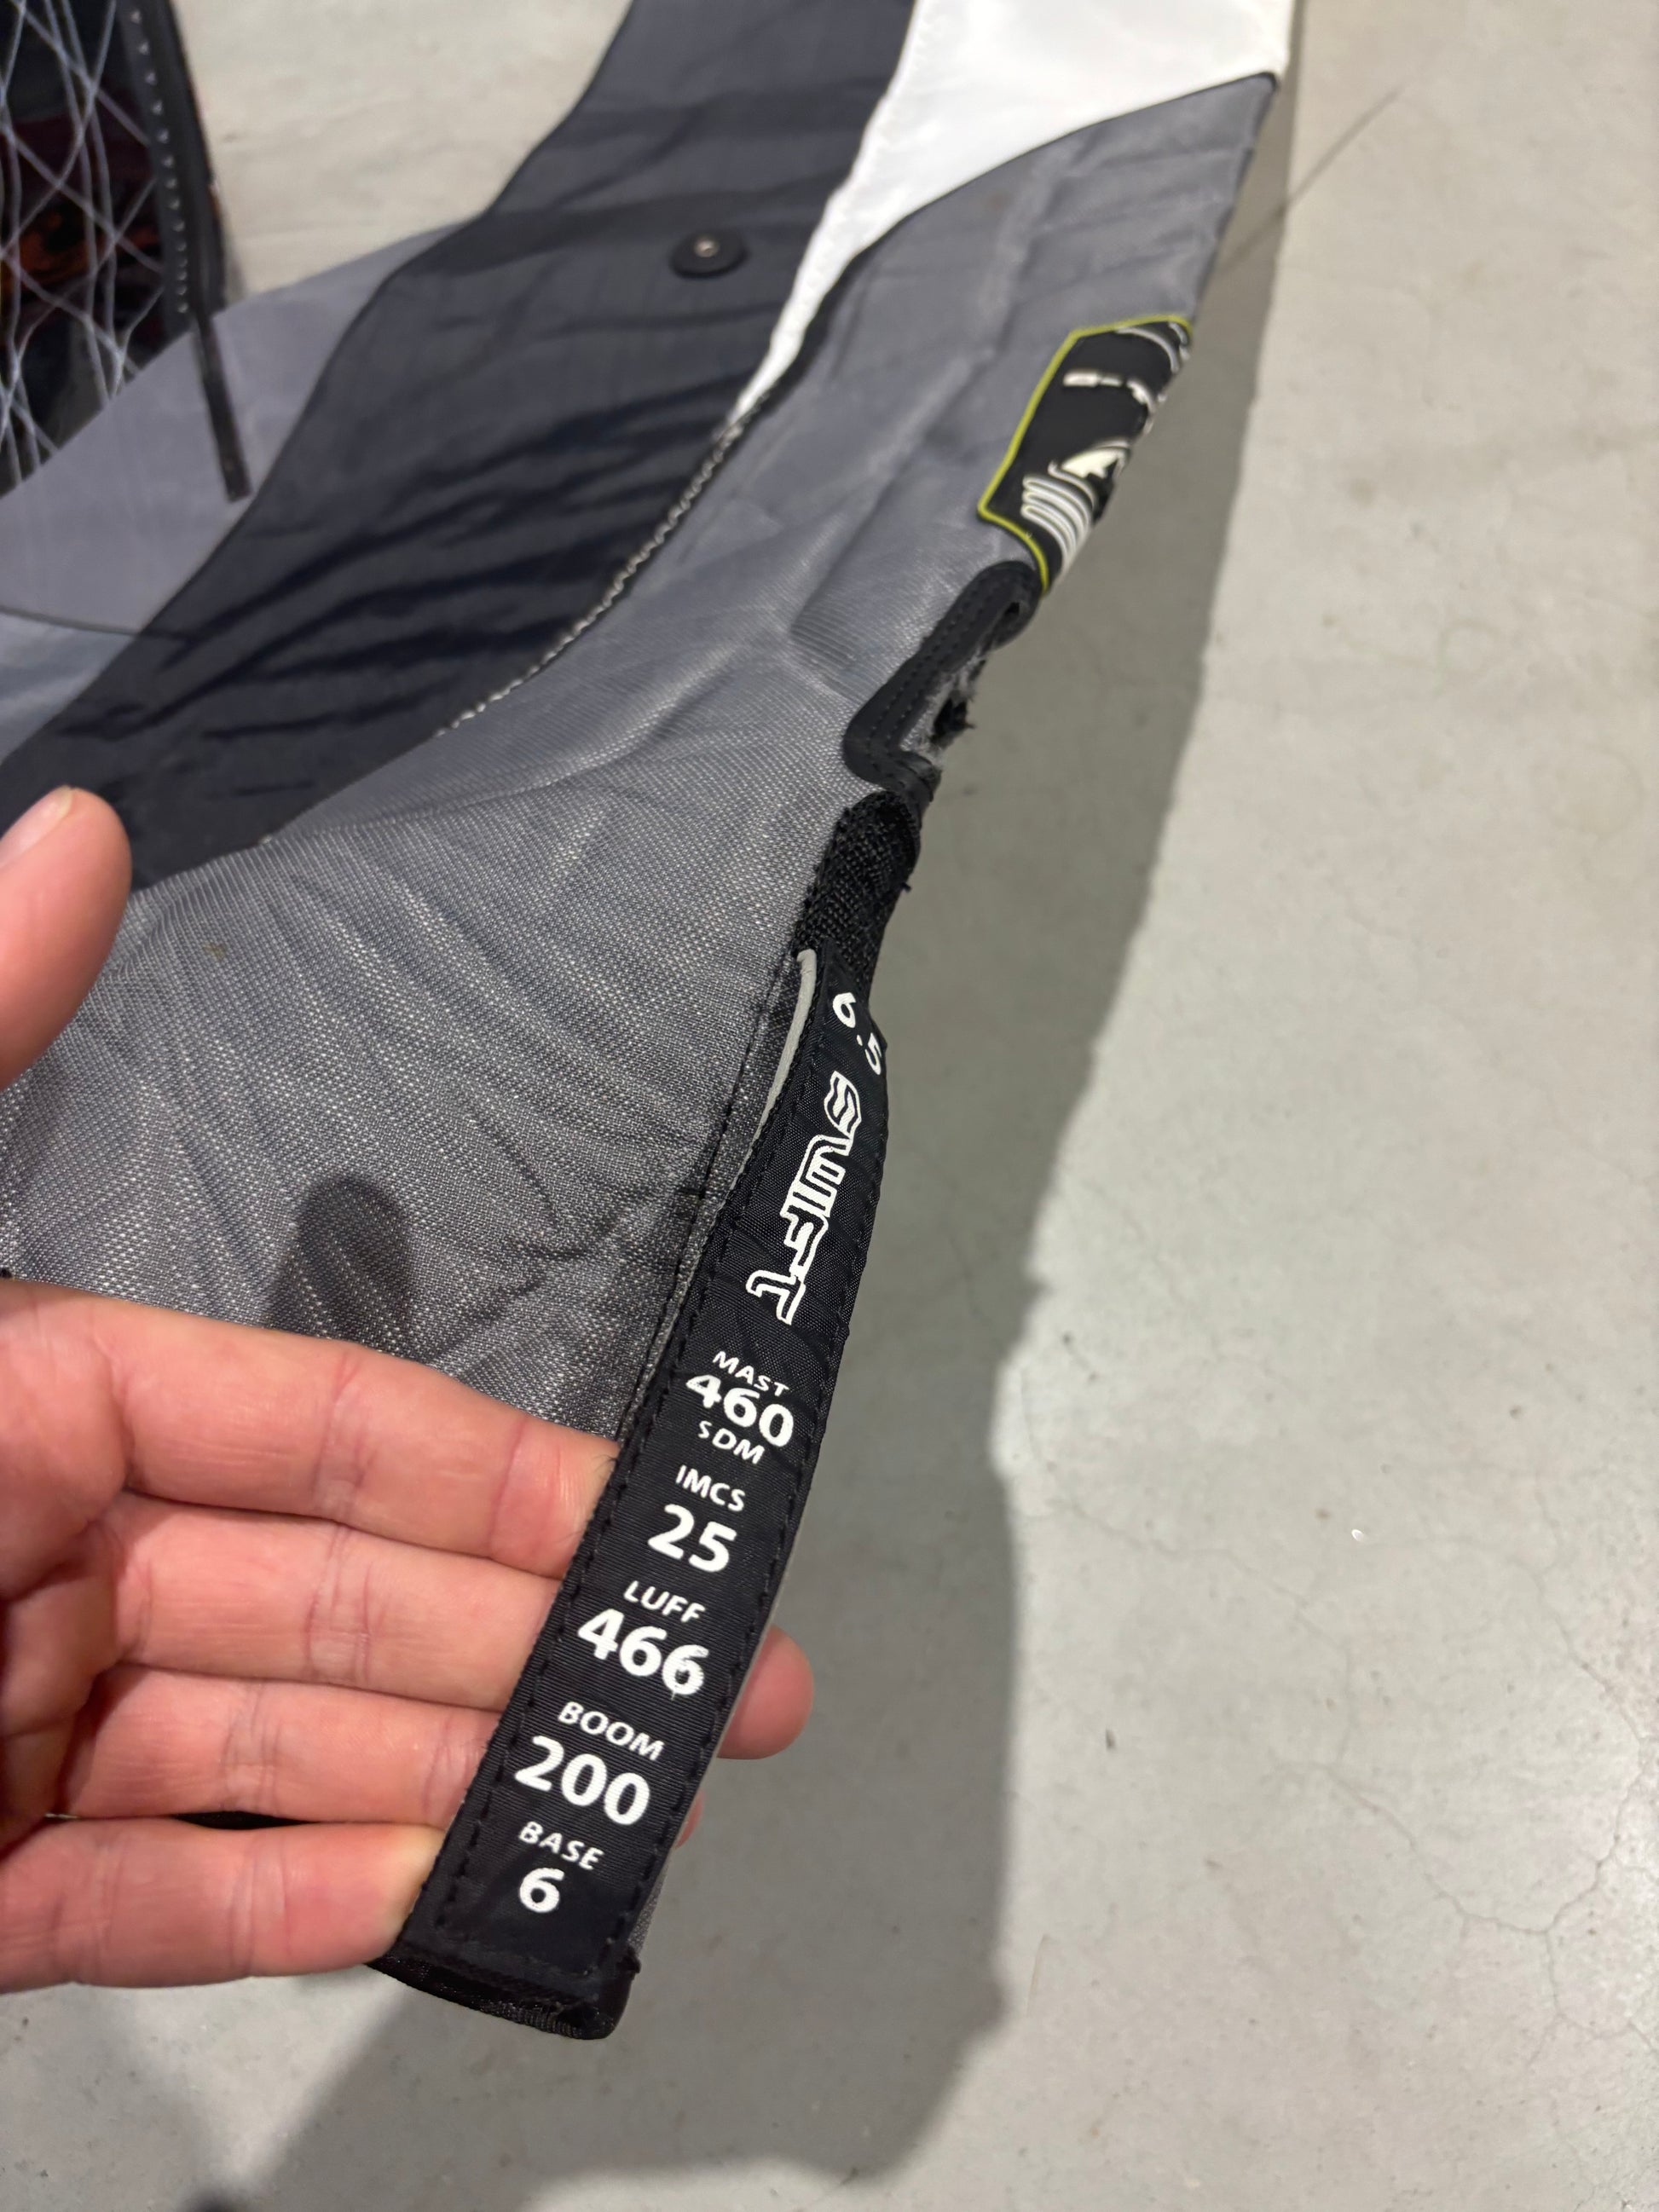 6.5
SWIFT
MAST
460
SDM
IMCS
25
LUFF
466
BOOM
200
BASE
6